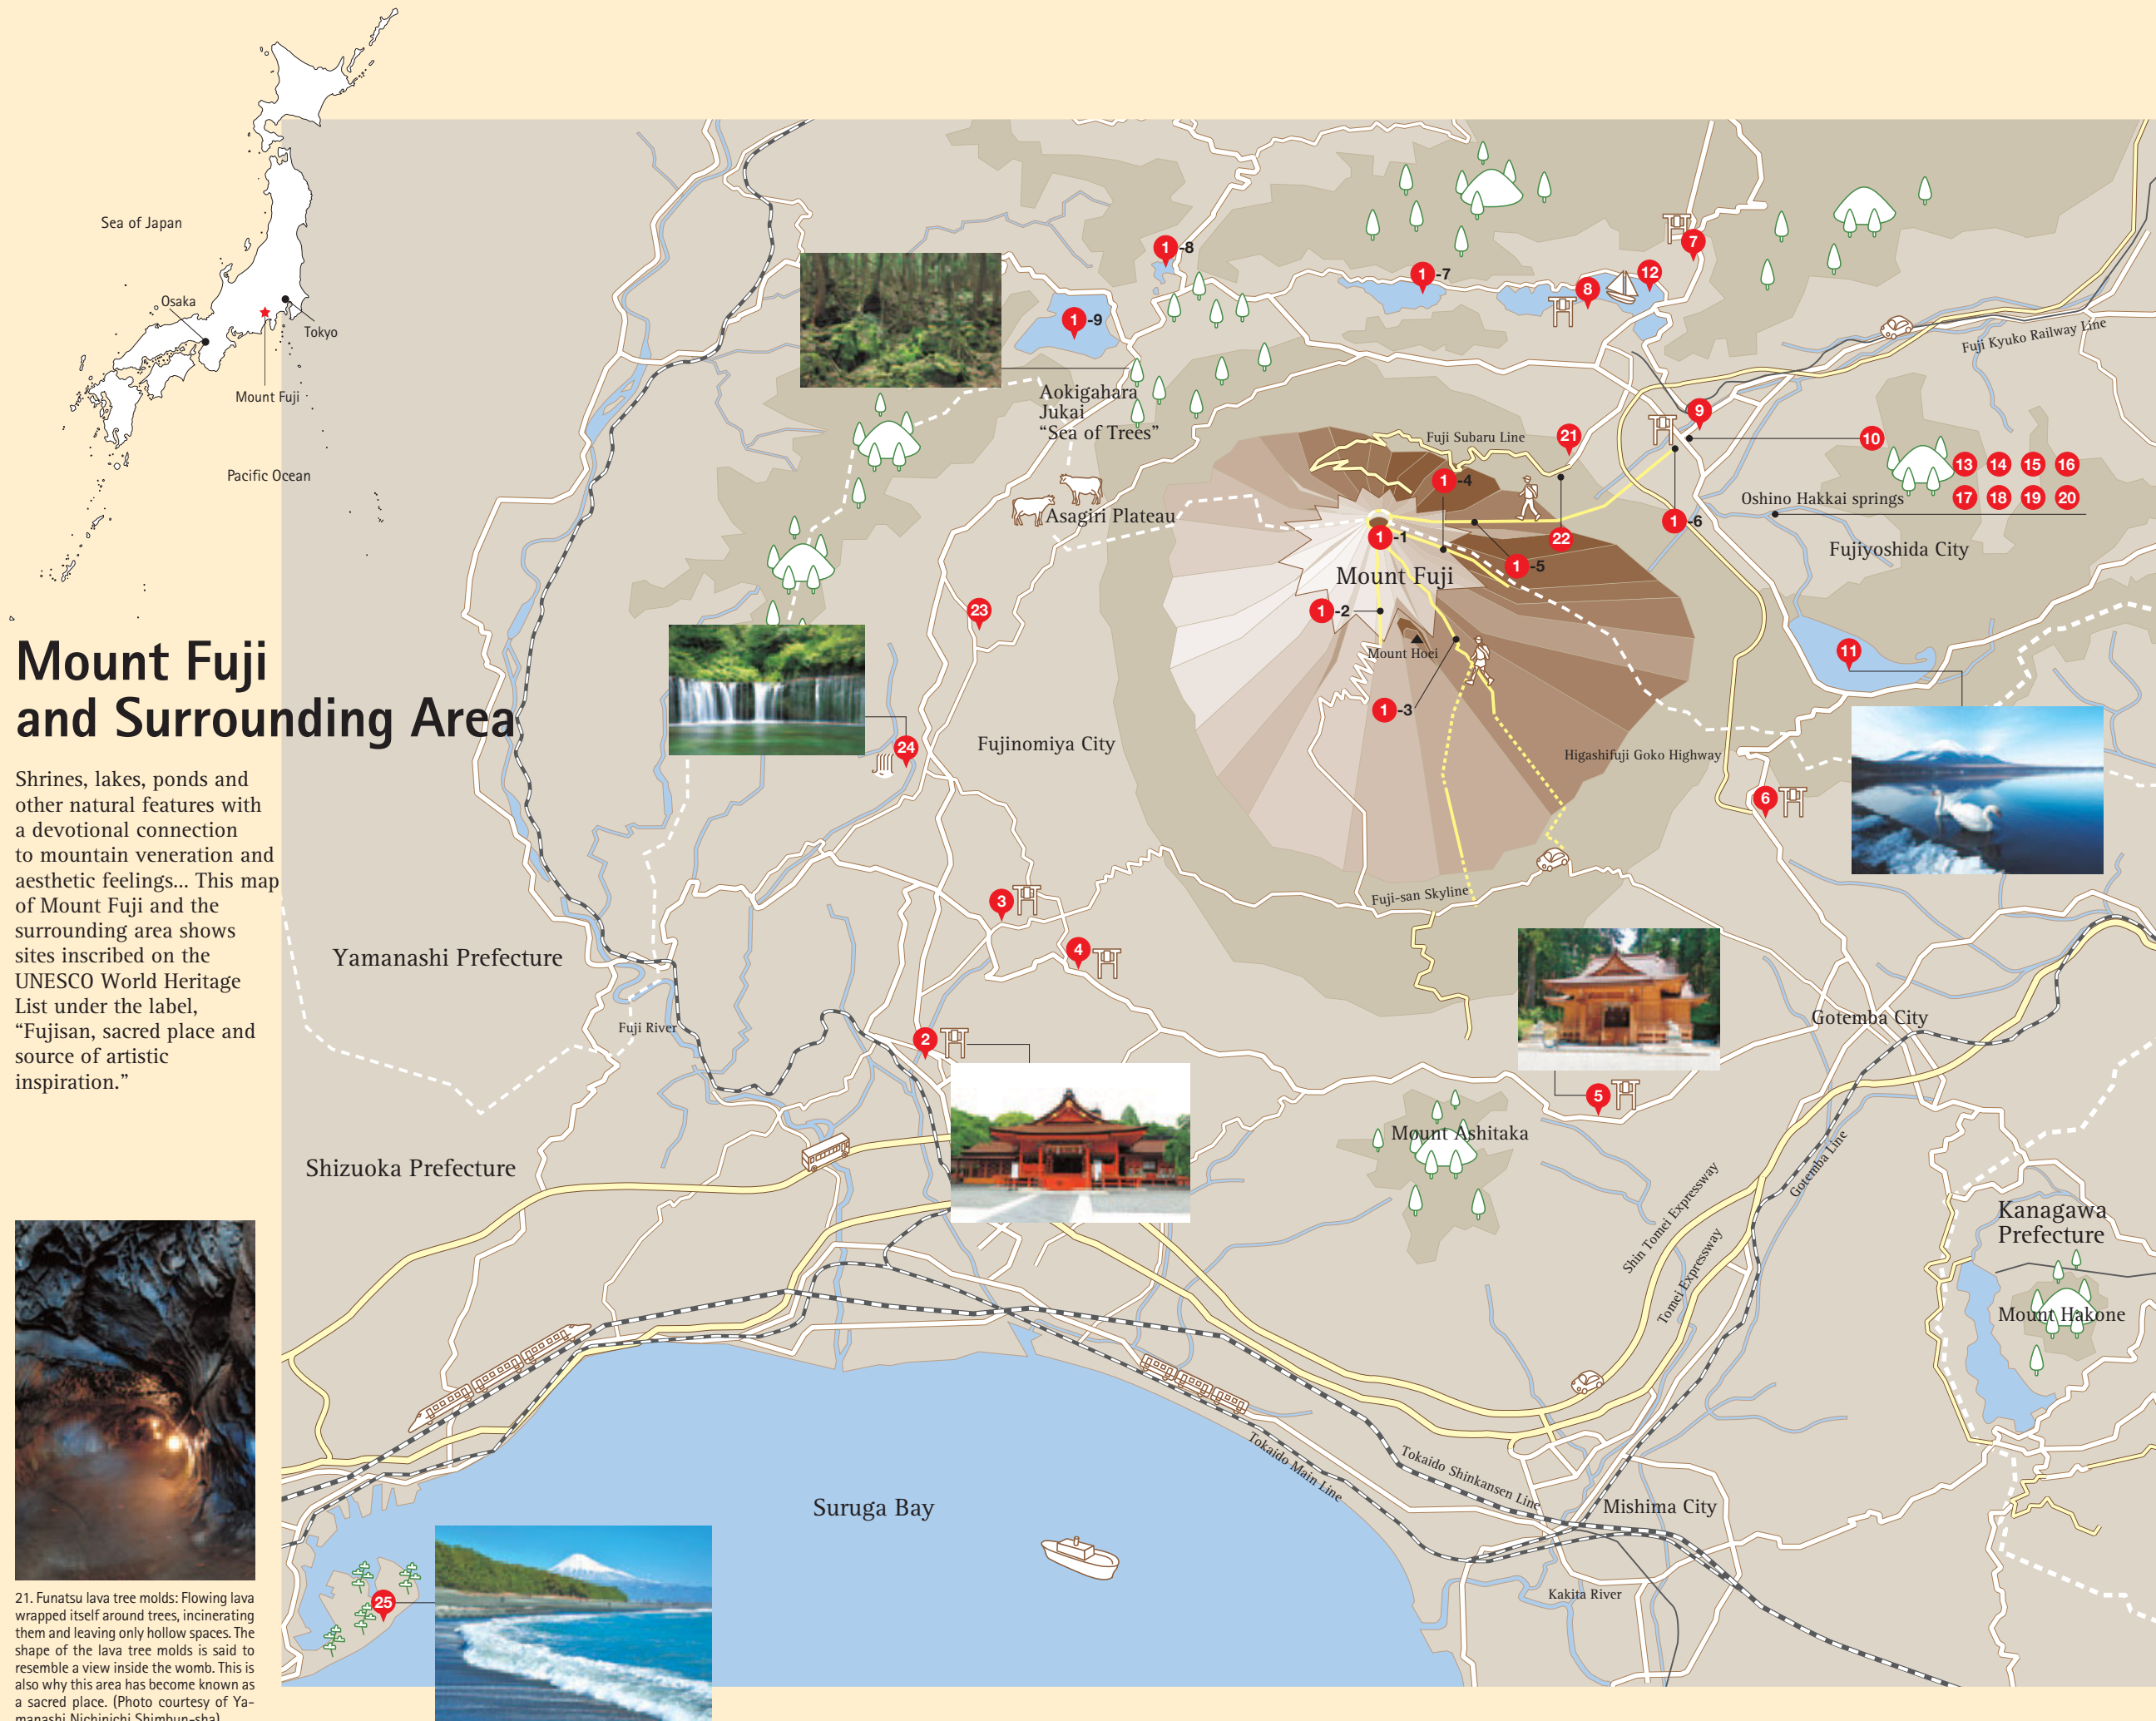 Sea of Japan
Osaka
Tokyo
Mount Fuji
Pacific Ocean
Mount Fuji
and Surrounding Area
Shrines, lakes, ponds and
other natural features with
a devotional connection
to mountain veneration and
aesthetic feelings... This map
of Mount Fuji and the
surrounding area shows
sites inscribed on the
UNESCO World Heritage
List under the label,
“Fujisan, sacred place and
source of artistic
inspiration.”
21. Funatsu lava tree molds: Flowing lava
wrapped itself around trees, incinerating
them and leaving only hollow spaces. The
shape of the lava tree molds is said to
resemble a view inside the womb. This is
also why this area has become known as
a sacred place. (Photo courtesy of Ya-
manashi Nichinichi Shimbun-sha)
1-8
7
1-7
12
8
1-9
Fuji Kyuko Railway Line
Aokigahara
Jukai
“Sea of Trees”
9
Fuji Subaru Line
21
10
13 14 15 16
17 18 19 20
1-4
Oshino Hakkai springs
Asagiri Plateau
1-6
1-1
22
Fujiyoshida City
1-5
Mount Fuji
23
1-2
Mount Hoei
11
1-3
24
Fujinomiya City
Higashifuji Goko Highway
6
Fuji-san Skyline
3
4
Yamanashi Prefecture
Gotemba City
Fuji River
2
5
Mount Ashitaka
Shizuoka Prefecture
Gotemba Line
Shin Tomei Expressway
Tomei Expressway
Kanagawa
Prefecture
Mount Hakone
Tokaido Main Line
Tokaido Shinkansen Line
Suruga Bay
Mishima City
Kakita River
25